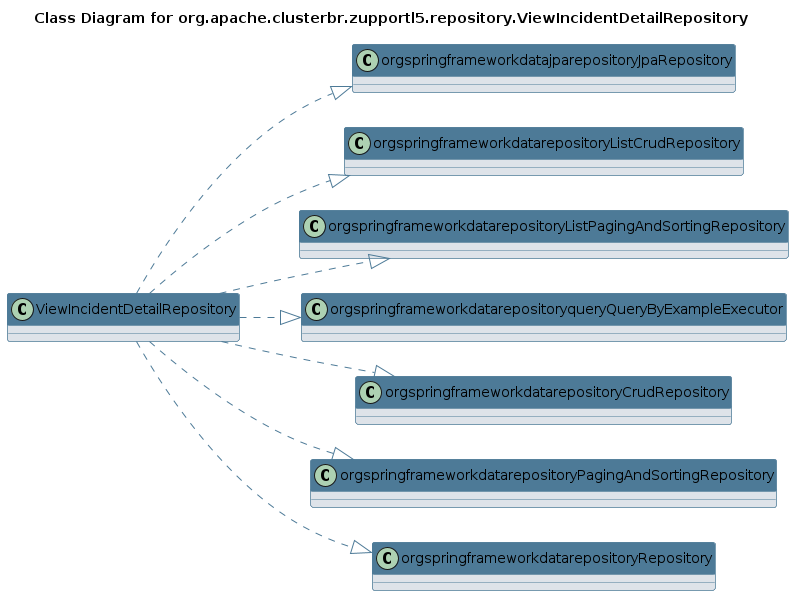 Class Diagram for org.apache.clusterbr.zupportl5.repository.ViewIncidentDetailRepository
C orgspringframeworkdatajparepositoryJpaRepository
C orgspringframeworkdatarepositoryListCrudRepository
C orgspringframeworkdatarepositoryListPagingAndSortingRepository
C ViewIncidentDetailRepository
C orgspringframeworkdatarepositoryqueryQueryByExampleExecutor
C orgspringframeworkdatarepositoryCrudRepository
C orgspringframeworkdatarepositoryPagingAndSortingRepository
C orgspringframeworkdatarepositoryRepository